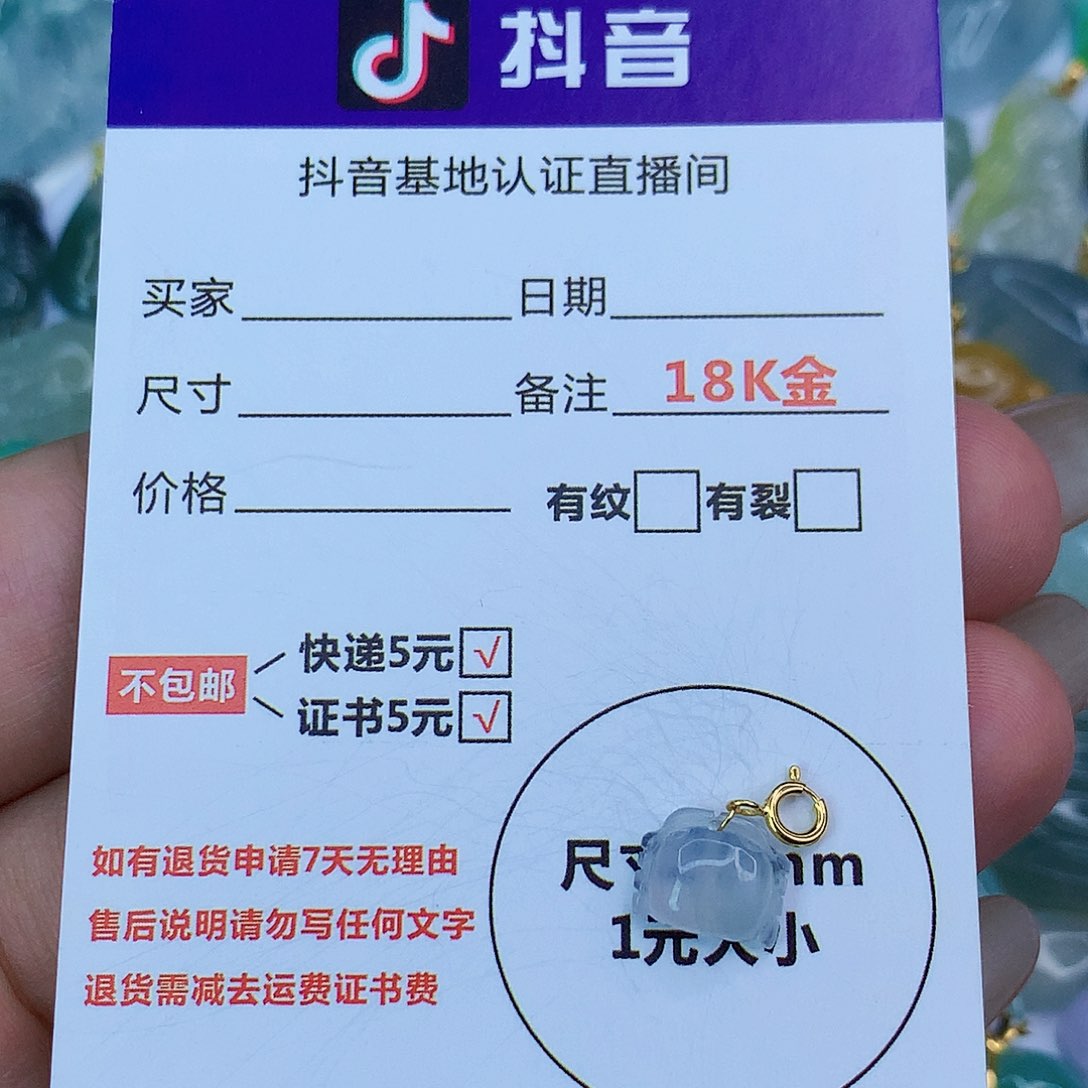 抖音
抖音基地认证直播间
买家 日期
尺寸 备注 18K金
价格 有纹 有裂
不包邮 快递5元 √
证书5元 √
如有退货申请7天无理由
售后说明请勿写任何文字
退货需减去运费证书费
尺 mm
1元大小